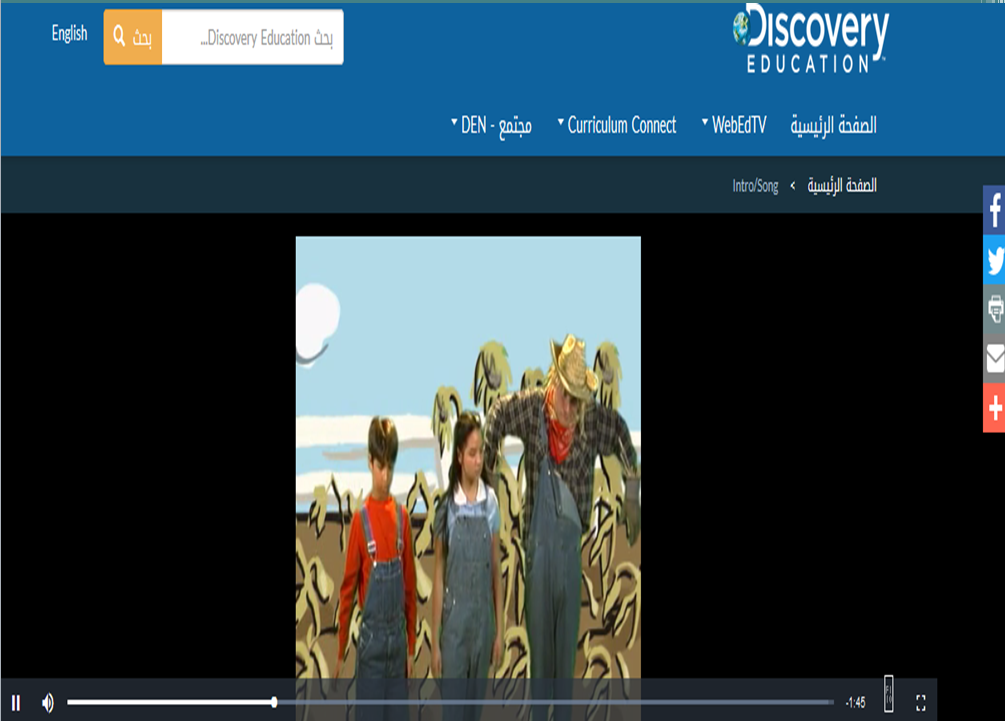 English
بحث
بحث Discovery Education...
Discovery
EDUCATION
الصفحة الرئيسية
WebEdTV
Curriculum Connect
مجتمع - DEN
الصفحة الرئيسية > Intro/Song
-1:45